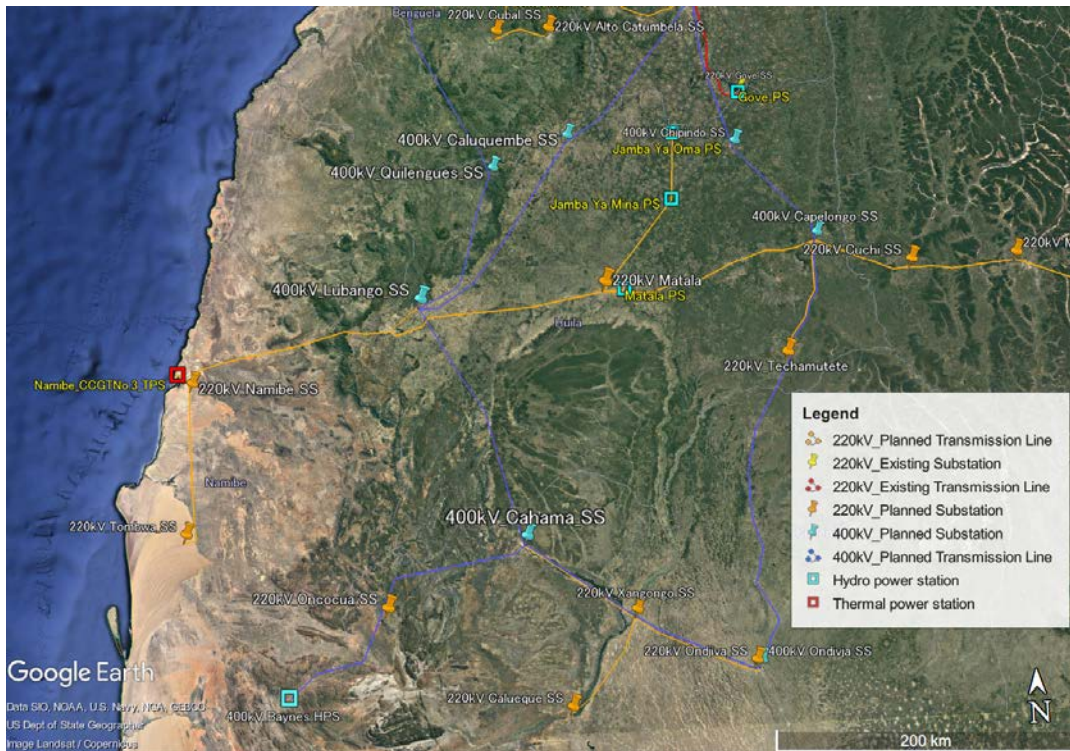 Benguela
220kV Cubal SS
220kV Alto Catumbela SS
220kV Gove SS
Gove PS
400kV Caluquembe SS
400kV Chipindo SS
Jamba Ya Oma PS
400kV Quilengues SS
Jamba Ya Mina PS
400kV Capelongo SS
220kV Cuchi SS
220kV M
400kV Lubango SS
220kV Matala
Matala PS
Huila
220kV Techamutete
Namibe_CCGTNo.3 TPS
220kV Namibe SS
Namibe
220kV Tombwa SS
400kV Cahama SS
220kV Oncocua SS
220kV Xangongo SS
220kV Ondjiva SS
400kV Ondivja SS
220kV Calueque SS
400kV Baynes HPS
Legend
220kV_Planned Transmission Line
220kV_Existing Substation
220kV_Existing Transmission Line
220kV_Planned Substation
400kV_Planned Substation
400kV_Planned Transmission Line
Hydro power station
Thermal power station
Google Earth
Data SIO, NOAA, U.S. Navy, NGA, GEBCO
US Dept of State Geographer
Image Landsat / Copernicus
N
200 km